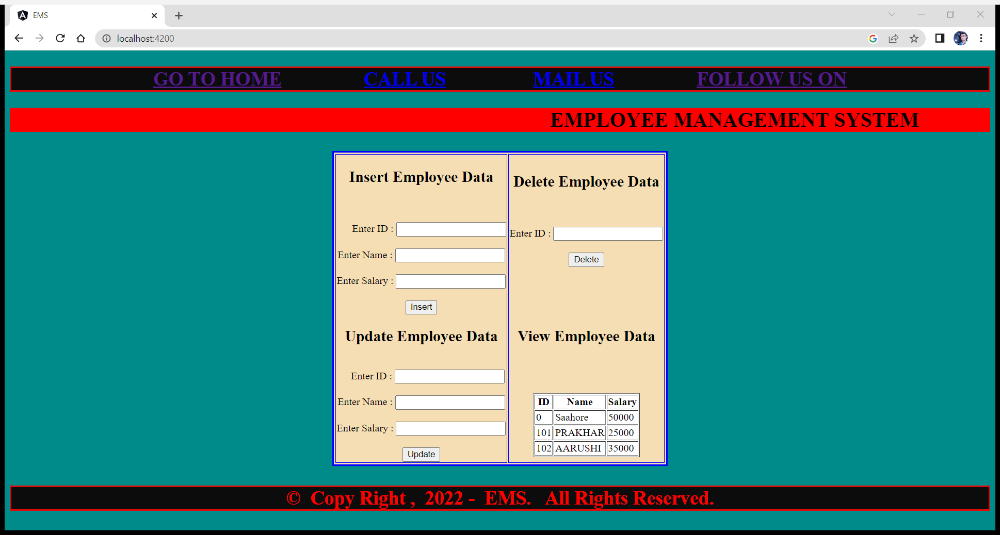 EMS
localhost:4200
GO TO HOME CALL US MAIL US FOLLOW US ON
EMPLOYEE MANAGEMENT SYSTEM
Insert Employee Data
Enter ID :
Enter Name :
Enter Salary :
Insert
Delete Employee Data
Enter ID :
Delete
Update Employee Data
Enter ID :
Enter Name :
Enter Salary :
Update
View Employee Data
ID Name Salary
0 Saahore 50000
101 PRAKHAR 25000
102 AARUSHI 35000
© Copy Right , 2022 - EMS. All Rights Reserved.